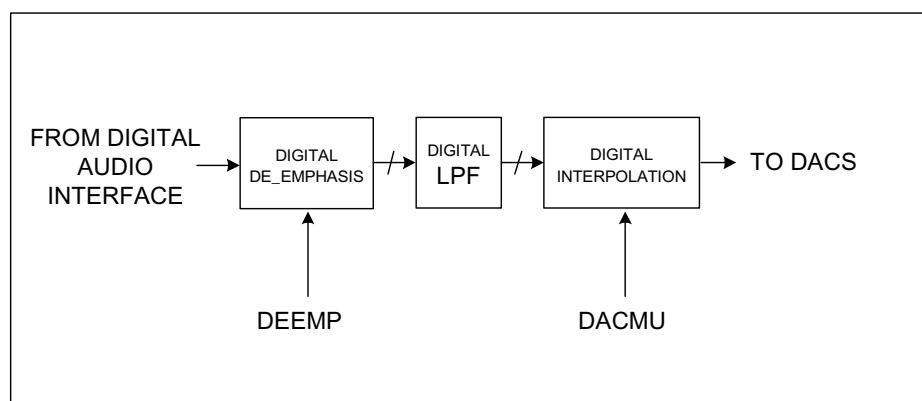 FROM DIGITAL
AUDIO
INTERFACE
DIGITAL
DE_EMPHASIS
DIGITAL
LPF
DIGITAL
INTERPOLATION
TO DACS
DEEMP
DACMU